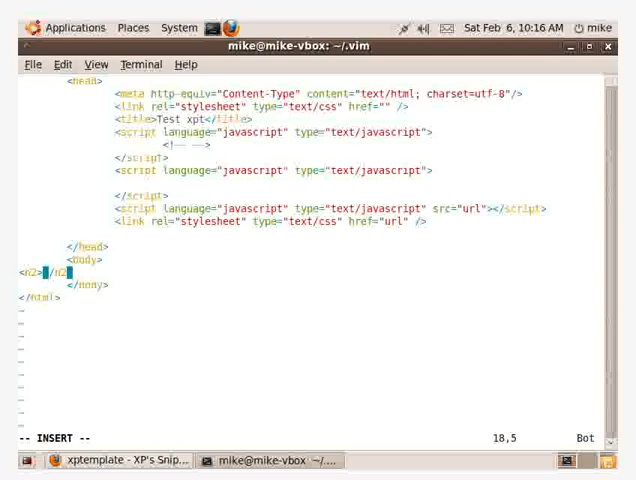 Applications Places System Sat Feb 6, 10:16 AM mike
mike@mike-vbox: ~/.vim
File Edit View Terminal Help
<head>
<meta http-equiv="Content-Type" content="text/html; charset=utf-8"/>
<link rel="stylesheet" type="text/css" href="" />
<title>Test xpt</title>
<script language="javascript" type="text/javascript">
<!-- -->
</script>
<script language="javascript" type="text/javascript">
</script>
<script language="javascript" type="text/javascript" src="url"></script>
<link rel="stylesheet" type="text/css" href="url" />
</head>
<body>
<h2></h2>
</body>
</html>
~
~
~
~
~
~
~
~
~
~
-- INSERT -- 18,5 Bot
xptemplate - XP's Snip... mike@mike-vbox: ~/....